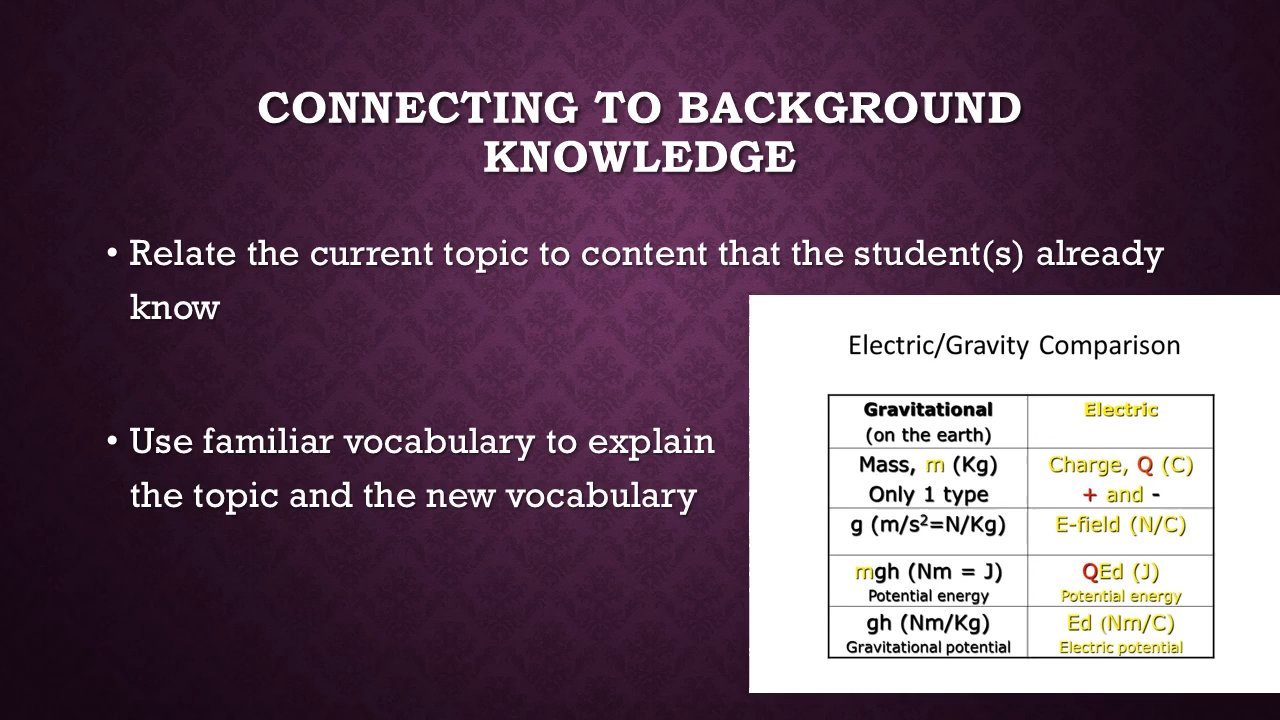 CONNECTING TO BACKGROUND
KNOWLEDGE
• Relate the current topic to content that the student(s) already
know
• Use familiar vocabulary to explain
the topic and the new vocabulary
Electric/Gravity Comparison
Gravitational
(on the earth)
Electric
Mass, m (Kg)
Only 1 type
Charge, Q (C)
+ and -
g (m/s²=N/Kg)
E-field (N/C)
mgh (Nm = J)
Potential energy
QEd (J)
Potential energy
gh (Nm/Kg)
Gravitational potential
Ed (Nm/C)
Electric potential